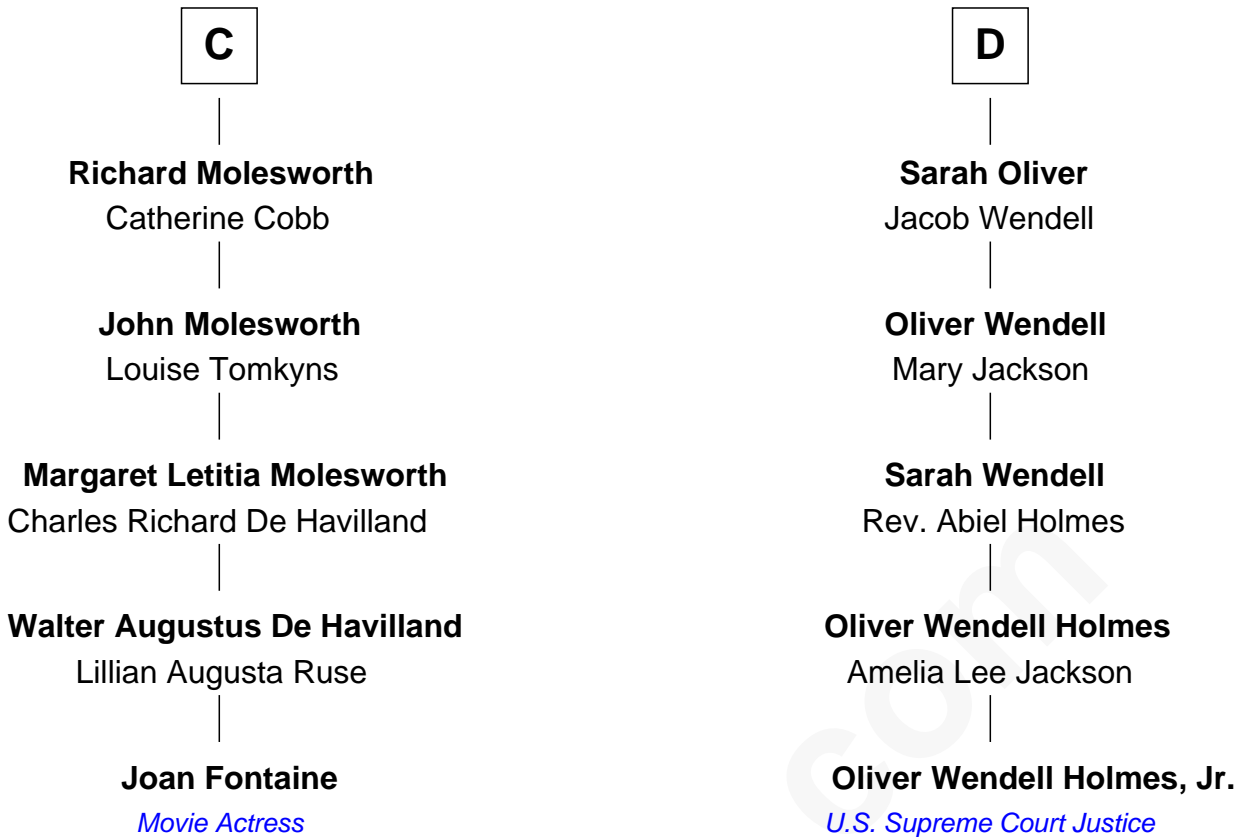 C
Richard Molesworth
Catherine Cobb
John Molesworth
Louise Tomkyns
Margaret Letitia Molesworth
Charles Richard De Havilland
Walter Augustus De Havilland
Lillian Augusta Ruse
Joan Fontaine
Movie Actress
D
Sarah Oliver
Jacob Wendell
Oliver Wendell
Mary Jackson
Sarah Wendell
Rev. Abiel Holmes
Oliver Wendell Holmes
Amelia Lee Jackson
Oliver Wendell Holmes, Jr.
U.S. Supreme Court Justice
com